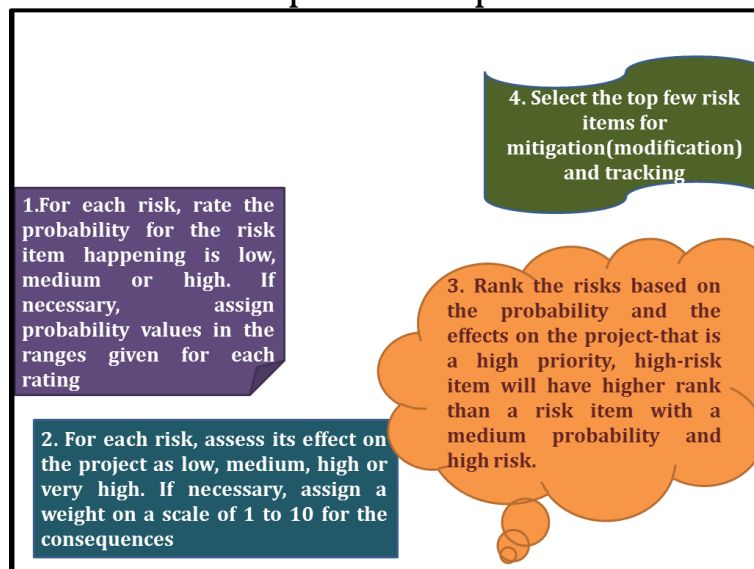 1.For each risk, rate the
probability for the risk
item happening is low,
medium or high. If
necessary, assign
probability values in the
ranges given for each
rating
2. For each risk, assess its effect on
the project as low, medium, high or
very high. If necessary, assign a
weight on a scale of 1 to 10 for the
consequences
3. Rank the risks based on
the probability and the
effects on the project-that is
a high priority, high-risk
item will have higher rank
than a risk item with a
medium probability and
high risk.
4. Select the top few risk
items for
mitigation(modification)
and tracking